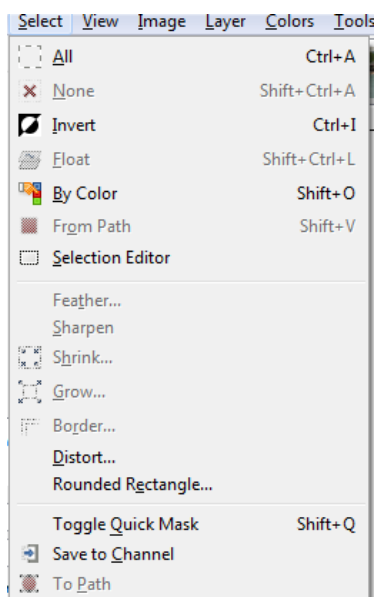 Select View Image Layer Colors Tools
All Ctrl+A
None Shift+Ctrl+A
Invert Ctrl+I
Float Shift+Ctrl+L
By Color Shift+O
From Path Shift+V
Selection Editor
Feather...
Sharpen
Shrink...
Grow...
Border...
Distort...
Rounded Rectangle...
Toggle Quick Mask Shift+Q
Save to Channel
To Path